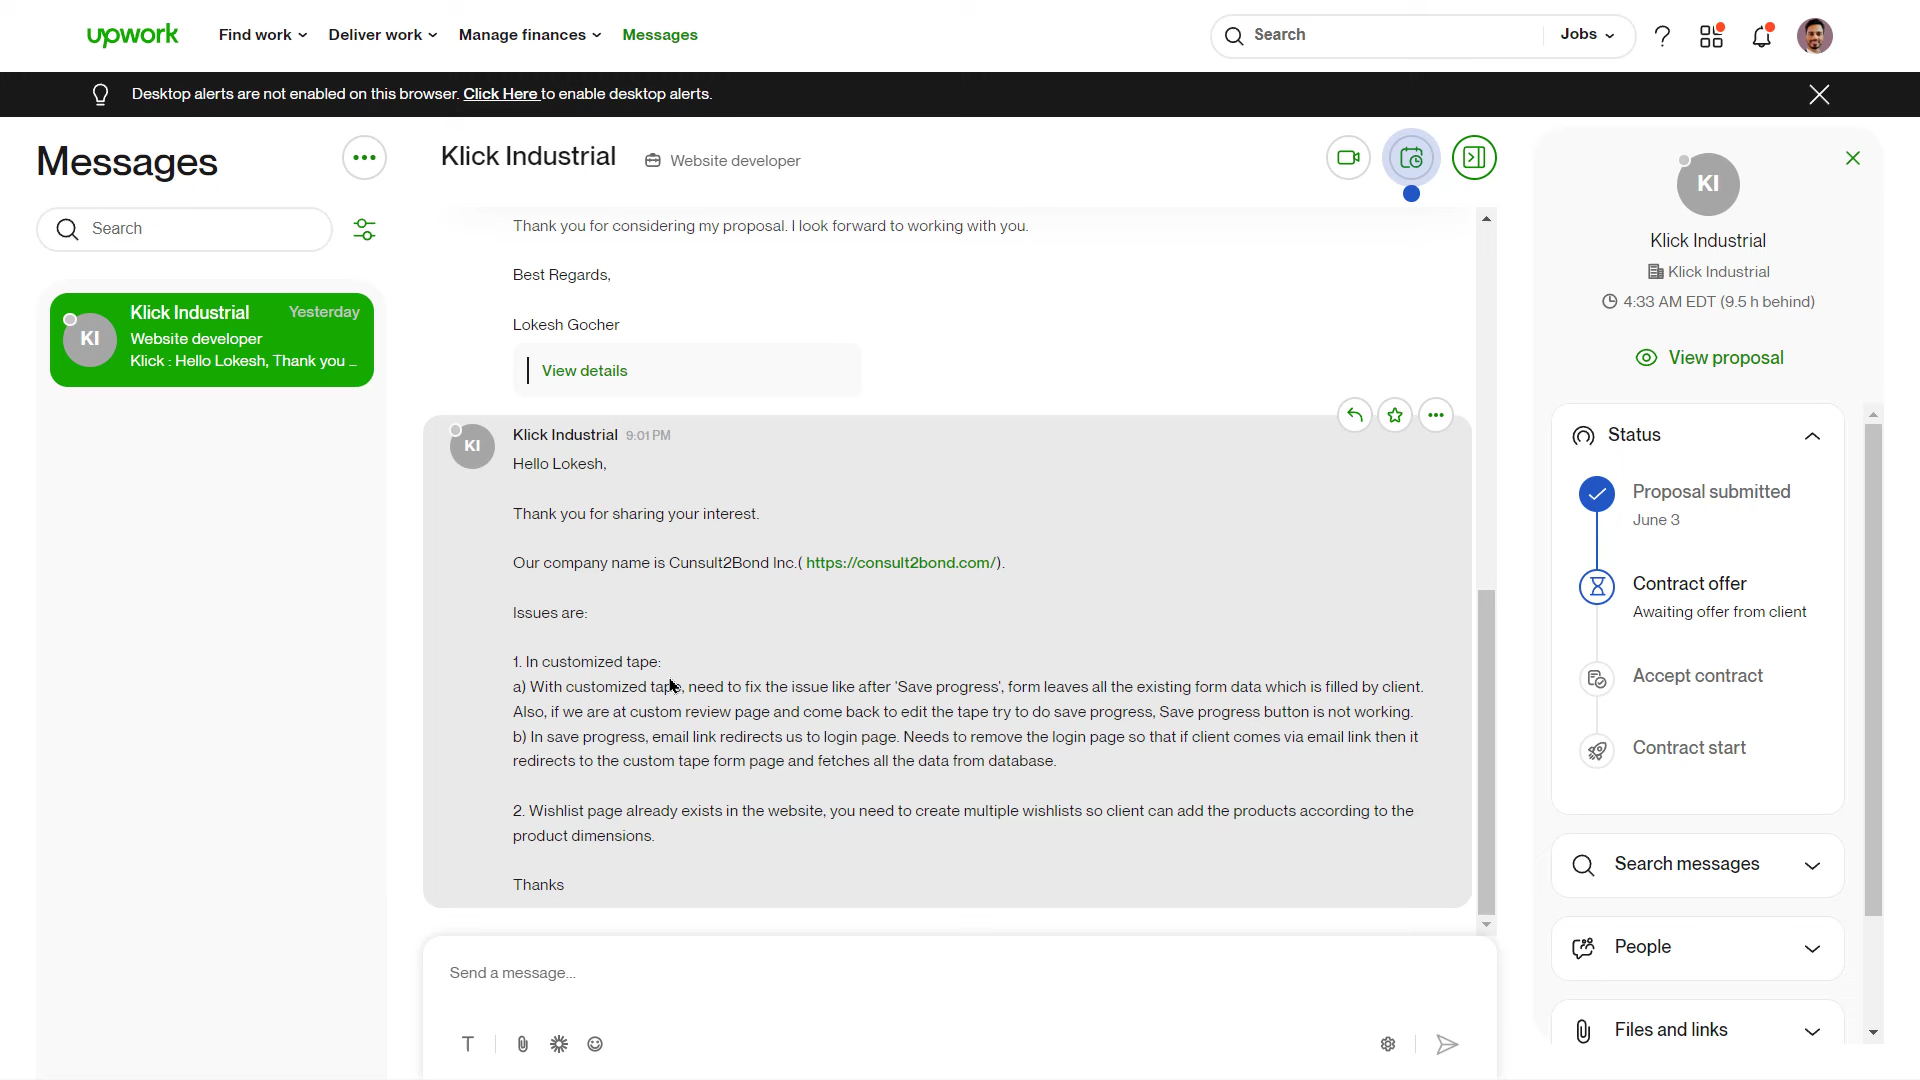 upwork
Find work
Deliver work
Manage finances
Messages
Search
Jobs
Desktop alerts are not enabled on this browser. Click Here to enable desktop alerts.
Messages
Search
KI
Klick Industrial
Yesterday
Website developer
Klick : Hello Lokesh, Thank you ...
Klick Industrial
Website developer
Thank you for considering my proposal. I look forward to working with you.
Best Regards,
Lokesh Gocher
View details
KI
Klick Industrial 9:01 PM
Hello Lokesh,
Thank you for sharing your interest.
Our company name is Cunsult2Bond Inc.( https://consult2bond.com/).
Issues are:
1. In customized tape:
a) With customized tape, need to fix the issue like after 'Save progress', form leaves all the existing form data which is filled by client.
Also, if we are at custom review page and come back to edit the tape try to do save progress, Save progress button is not working.
b) In save progress, email link redirects us to login page. Needs to remove the login page so that if client comes via email link then it
redirects to the custom tape form page and fetches all the data from database.
2. Wishlist page already exists in the website, you need to create multiple wishlists so client can add the products according to the
product dimensions.
Thanks
Send a message...
KI
Klick Industrial
Klick Industrial
4:33 AM EDT (9.5 h behind)
View proposal
Status
Proposal submitted
June 3
Contract offer
Awaiting offer from client
Accept contract
Contract start
Search messages
People
Files and links